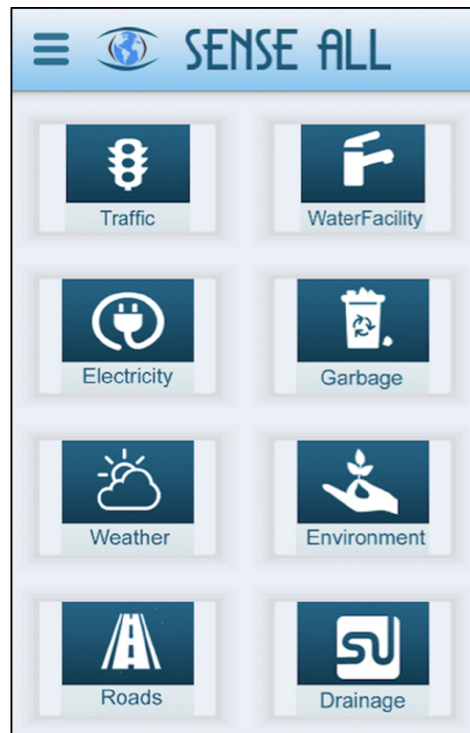 SENSE ALL
Traffic
WaterFacility
Electricity
Garbage
Weather
Environment
Roads
Drainage